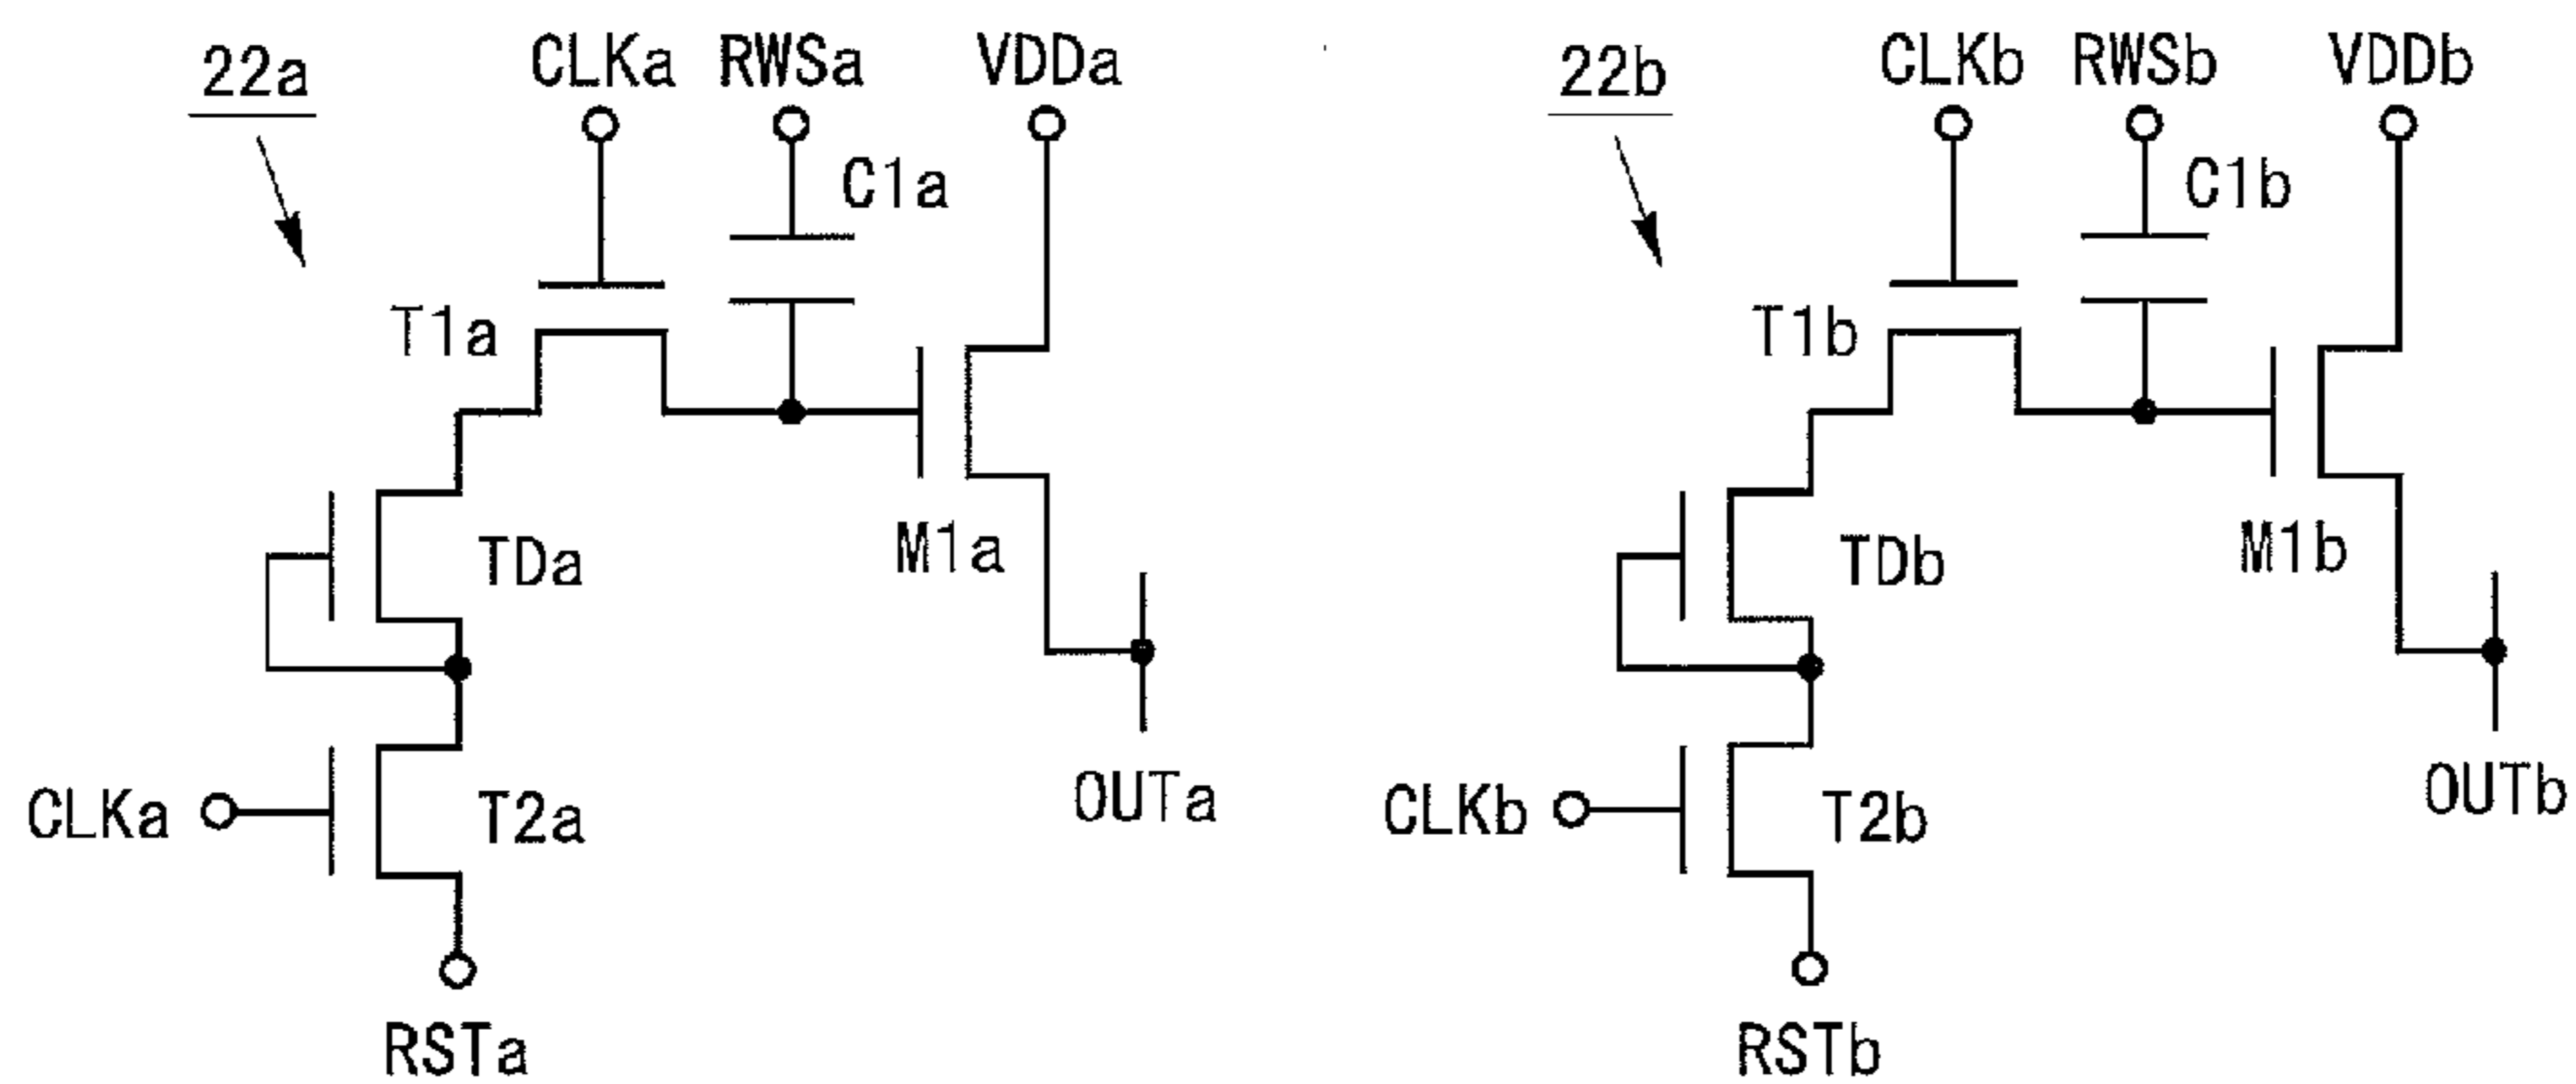 22a CLKa RWSa VDDa
C1a
T1a
TDa M1a
CLKa T2a OUTa
RSTa
22b CLKb RWSb VDDb
C1b
T1b
TDb M1b
CLKb T2b OUTb
RSTb